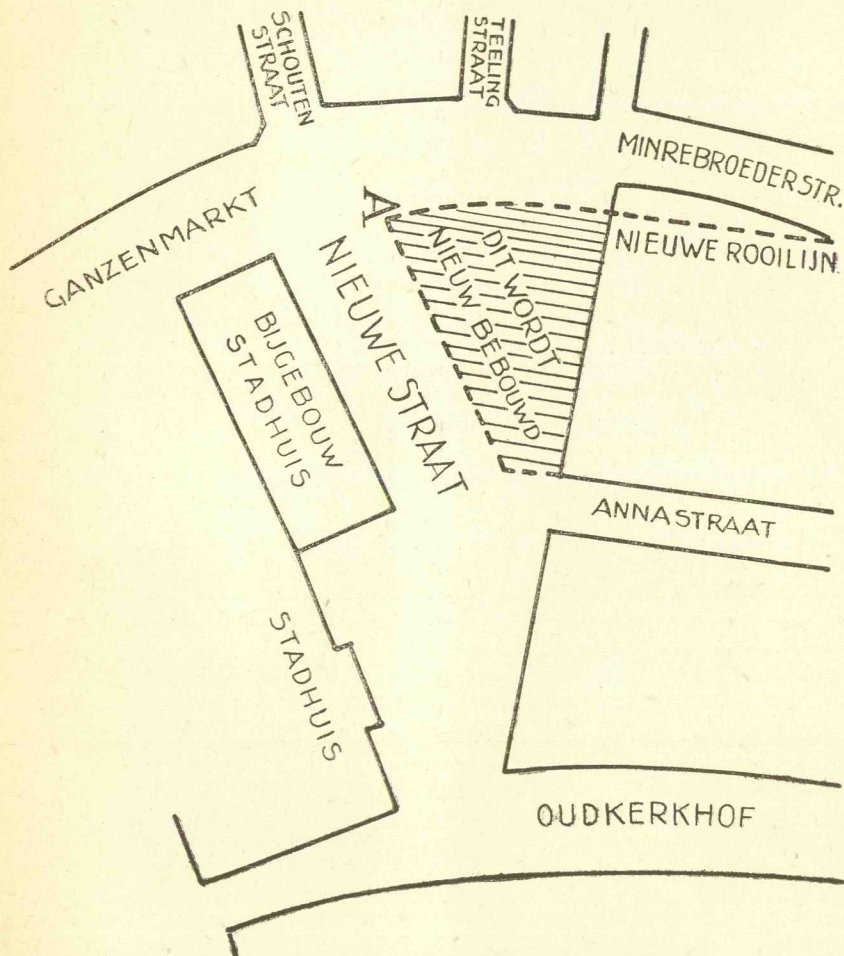 SCHOUTEN
STRAAT
TEELING
STRAAT
MINREBROEDERSTR.
GANZENMARKT
A
NIEUWE ROOILIJN
NIEUWE STRAAT
DIT WORDT
NIEUW BEBOUWD
BIJGEBOUW
STADHUIS
ANNASTRAAT
STADHUIS
OUDKERKHOF